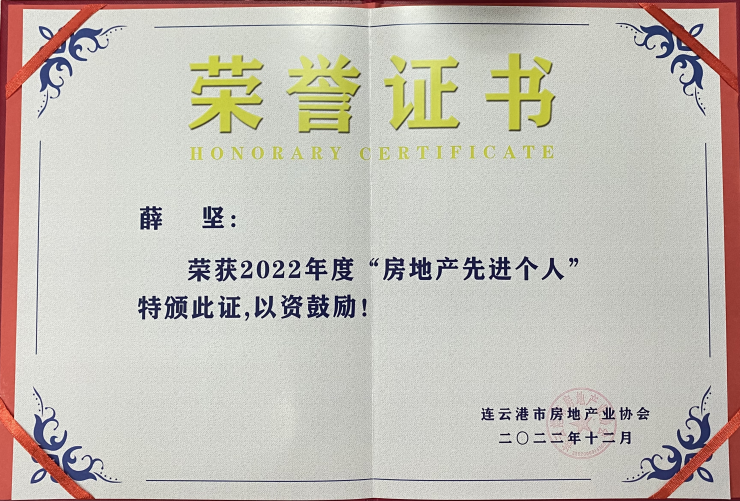 荣誉证书
HONORARY CERTIFICATE
薛 坚:
荣获2022年度“房地产先进个人”
特颁此证,以资鼓励!
连云港市房地产业协会
二〇二二年十二月